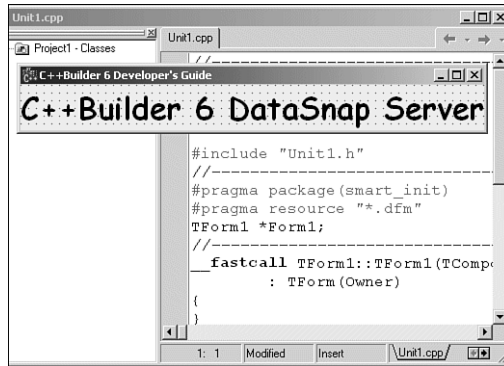 Unit1.cpp
Project1 - Classes
Unit1.cpp
//
C++Builder 6 Developer's Guide
C++Builder 6 DataSnap Server
#include "Unit1.h"
//------------------------------
#pragma package(smart_init)
#pragma resource "*.dfm"
TForm1 *Form1;
//------------------------------
__fastcall TForm1::TForm1(TCompo
: TForm(Owner)
{
}
1: 1 Modified Insert Unit1.cpp